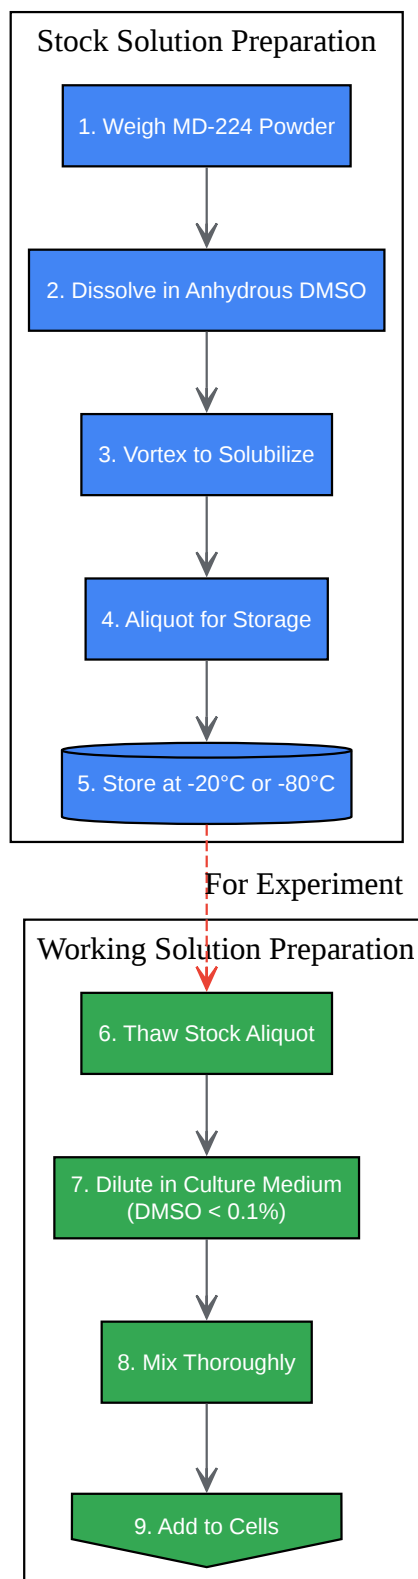 Stock Solution Preparation
1. Weigh MD-224 Powder
2. Dissolve in Anhydrous DMSO
3. Vortex to Solubilize
4. Aliquot for Storage
5. Store at -20°C or -80°C
For Experiment
Working Solution Preparation
6. Thaw Stock Aliquot
7. Dilute in Culture Medium
(DMSO < 0.1%)
8. Mix Thoroughly
9. Add to Cells